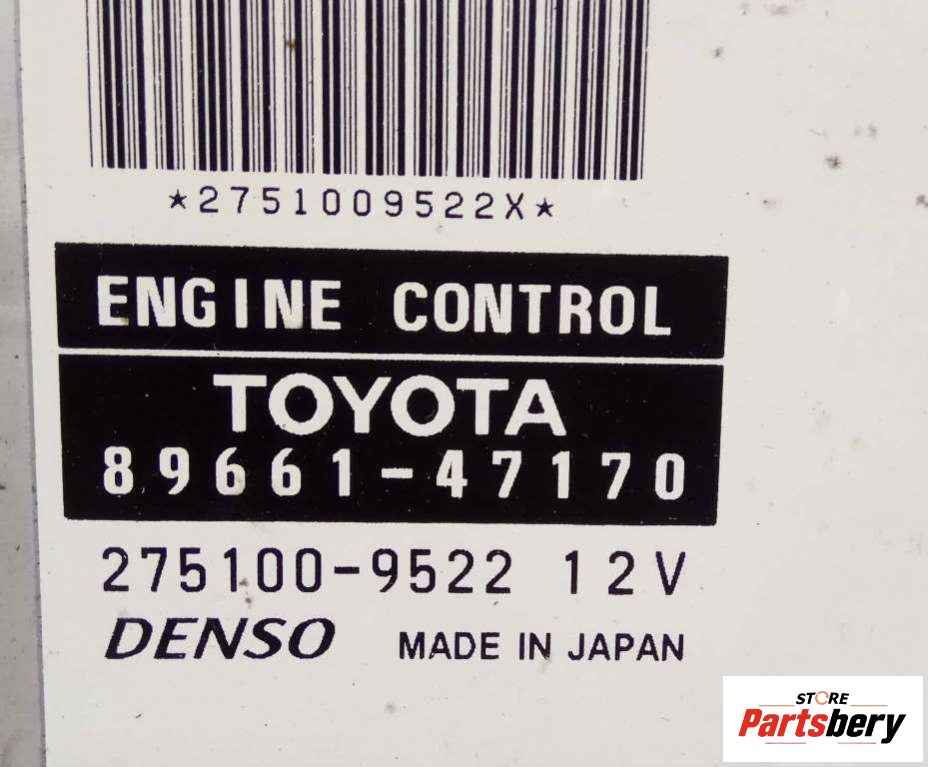 *2751009522X*
ENGINE CONTROL
TOYOTA
89661-47170
275100-9522 12V
DENSO MADE IN JAPAN
STORE
Partsbery